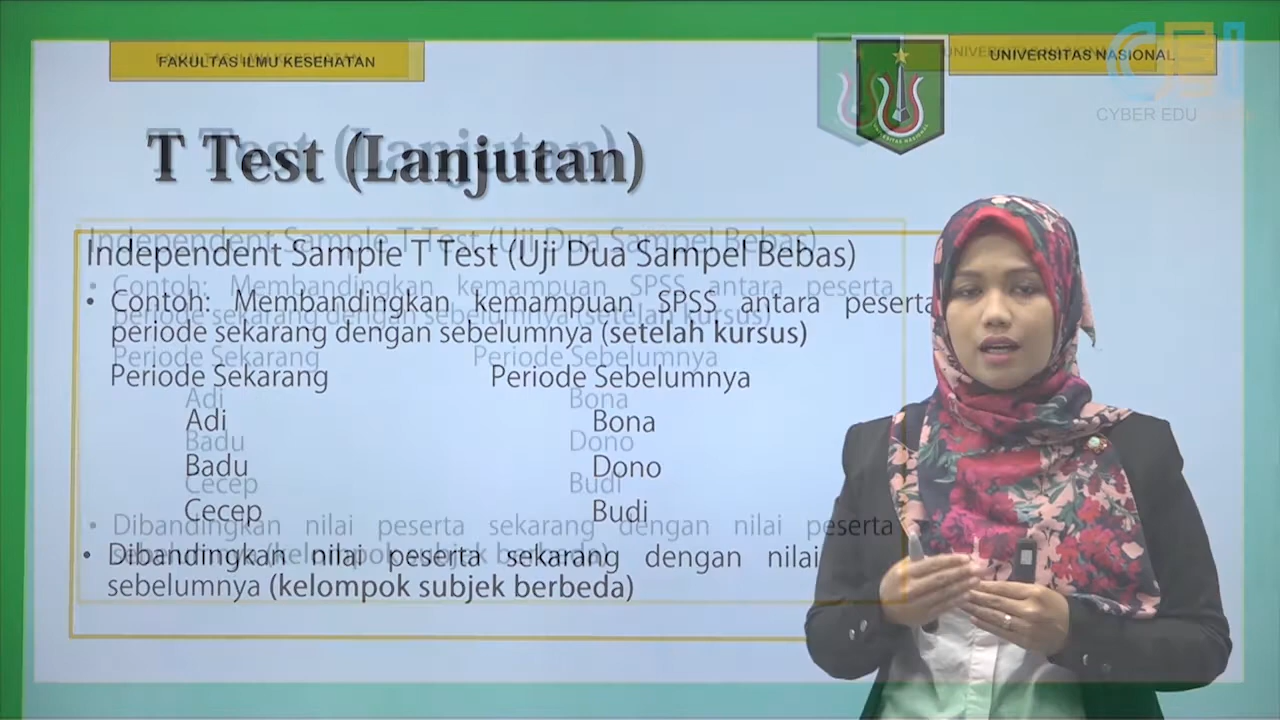 FAKULTAS ILMU KESEHATAN
UNIVERSITAS NASIONAL
CEI
CYBER EDU
T Test (Lanjutan)
Independent Sample T Test (Uji Dua Sampel Bebas)
• Contoh: Membandingkan kemampuan SPSS antara peserta
periode sekarang dengan sebelumnya (setelah kursus)
Periode Sekarang Periode Sebelumnya
Adi Bona
Badu Dono
Cecep Budi
• Dibandingkan nilai peserta sekarang dengan nilai
sebelumnya (kelompok subjek berbeda)